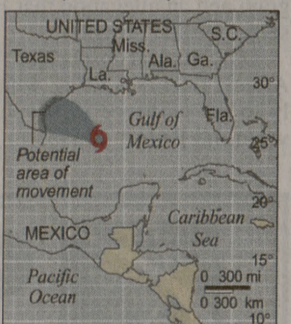 UNITED STATES
S.C.
Texas
Miss.
Ala.
Ga.
La.
30°
Gulf of
Mexico
Fla.
25°
Potential
area of
movement
20°
MEXICO
Caribbean
Sea
15°
Pacific
Ocean
0 300 mi
0 300 km
10°